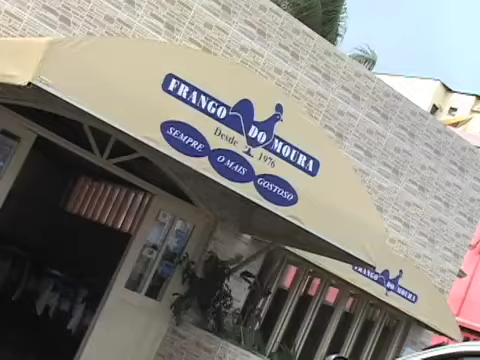 FRANGO DO MOURA
Desde 1976
SEMPRE O MAIS GOSTOSO
FRANGO DO MOURA